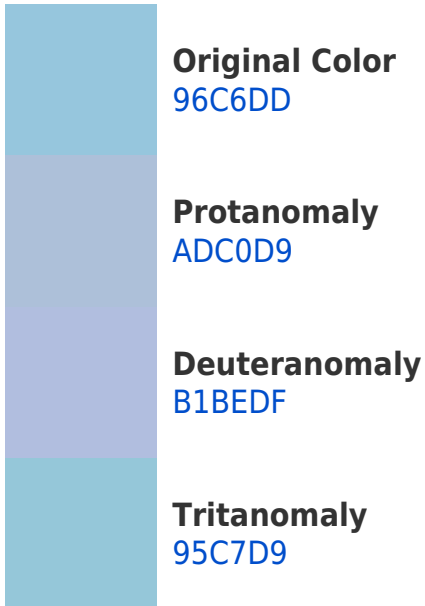 Original Color
96C6DD
Protanomaly
ADC0D9
Deuteranomaly
B1BEDF
Tritanomaly
95C7D9